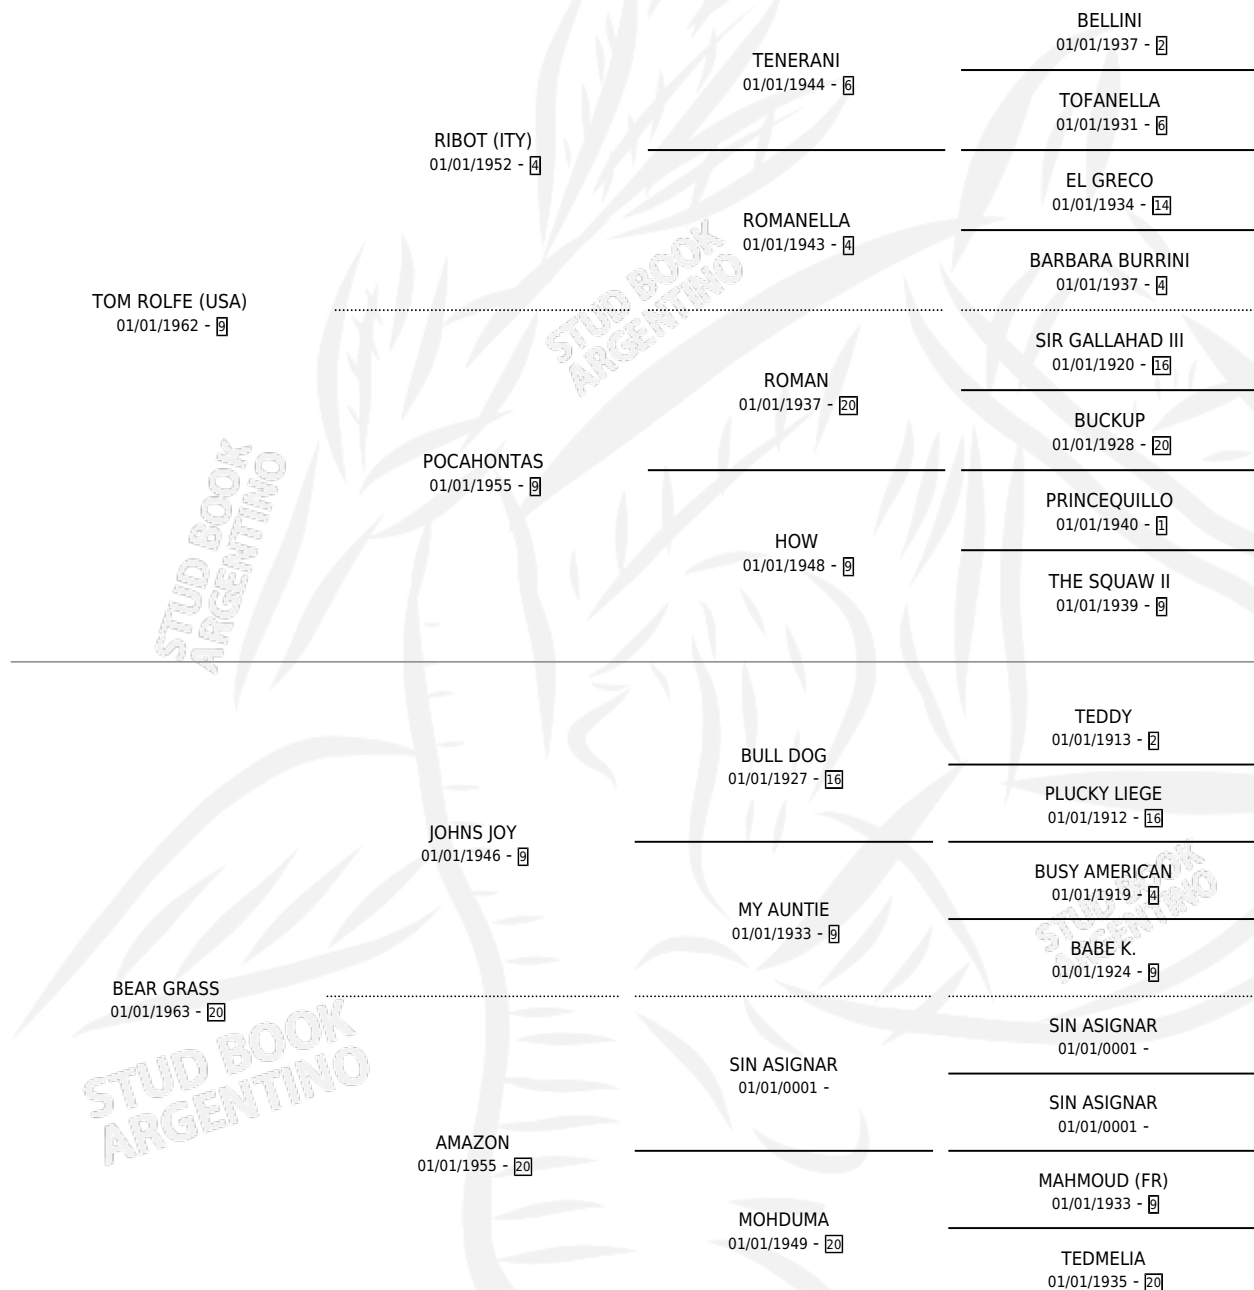 BELLINI
01/01/1937 - 2
TENERANI
01/01/1944 - 6
TOFANELLA
01/01/1931 - 6
RIBOT (ITY)
01/01/1952 - 4
EL GRECO
01/01/1934 - 14
ROMANELLA
01/01/1943 - 4
BARBARA BURRINI
01/01/1937 - 4
TOM ROLFE (USA)
01/01/1962 - 9
SIR GALLAHAD III
01/01/1920 - 16
ROMAN
01/01/1937 - 20
BUCKUP
01/01/1928 - 20
POCAHONTAS
01/01/1955 - 9
PRINCEQUILLO
01/01/1940 - 1
HOW
01/01/1948 - 9
THE SQUAW II
01/01/1939 - 9
TEDDY
01/01/1913 - 2
BULL DOG
01/01/1927 - 16
PLUCKY LIEGE
01/01/1912 - 16
JOHNS JOY
01/01/1946 - 9
BUSY AMERICAN
01/01/1919 - 4
MY AUNTIE
01/01/1933 - 9
BABE K.
01/01/1924 - 9
BEAR GRASS
01/01/1963 - 20
SIN ASIGNAR
01/01/0001 -
SIN ASIGNAR
01/01/0001 -
SIN ASIGNAR
01/01/0001 -
AMAZON
01/01/1955 - 20
MAHMOUD (FR)
01/01/1933 - 9
MOHDUMA
01/01/1949 - 20
TEDMELIA
01/01/1935 - 20
STUD BOOK
ARGENTINO
STUD BOOK
ARGENTINO
STUD BOOK
ARGENTINO
STUD BOOK
ARGENTINO